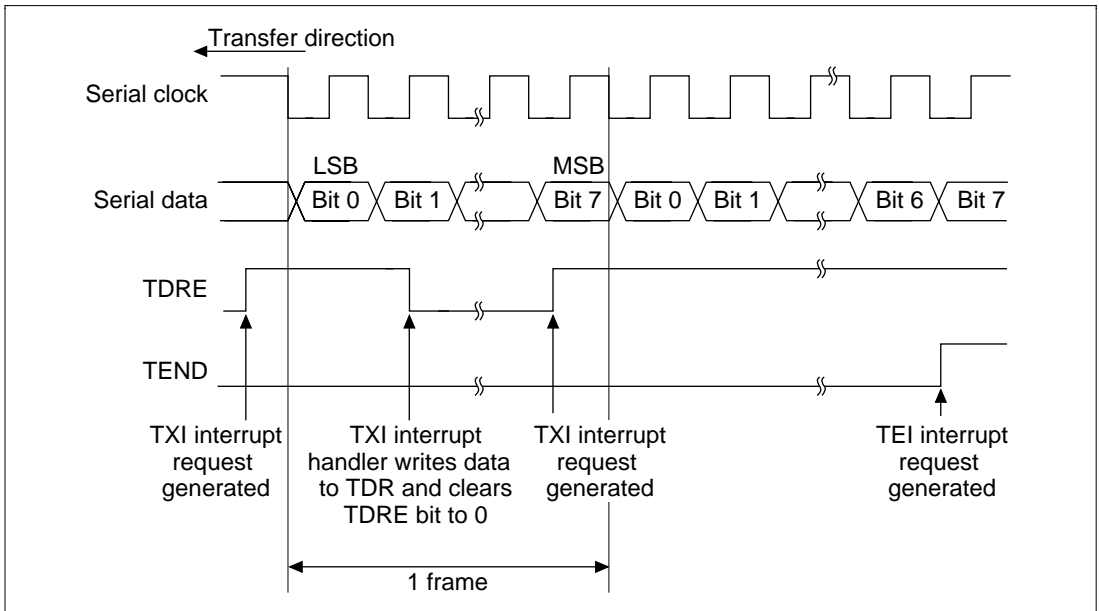 Transfer direction
Serial clock
LSB MSB
Serial data Bit 0 Bit 1 Bit 7 Bit 0 Bit 1 Bit 6 Bit 7
TDRE
TEND
TXI interrupt request generated
TXI interrupt handler writes data to TDR and clears TDRE bit to 0
TXI interrupt request generated
TEI interrupt request generated
1 frame